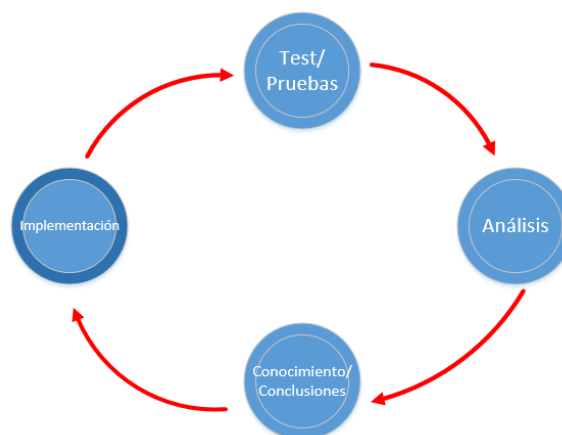 Test/
Pruebas
Análisis
Conocimiento/
Conclusiones
Implementación